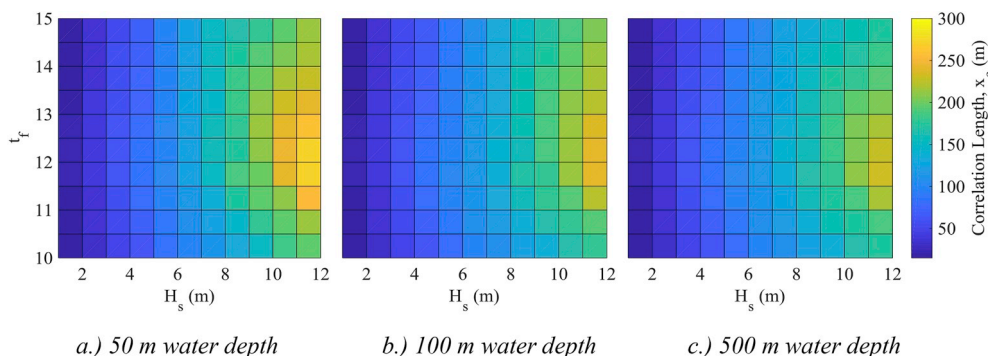 15
14
13
12
11
10
t_f
2 4 6 8 10 12
H_s (m)
2 4 6 8 10 12
H_s (m)
2 4 6 8 10 12
H_s (m)
300
250
200
150
100
50
Correlation Length, x_c (m)
a.) 50 m water depth
b.) 100 m water depth
c.) 500 m water depth